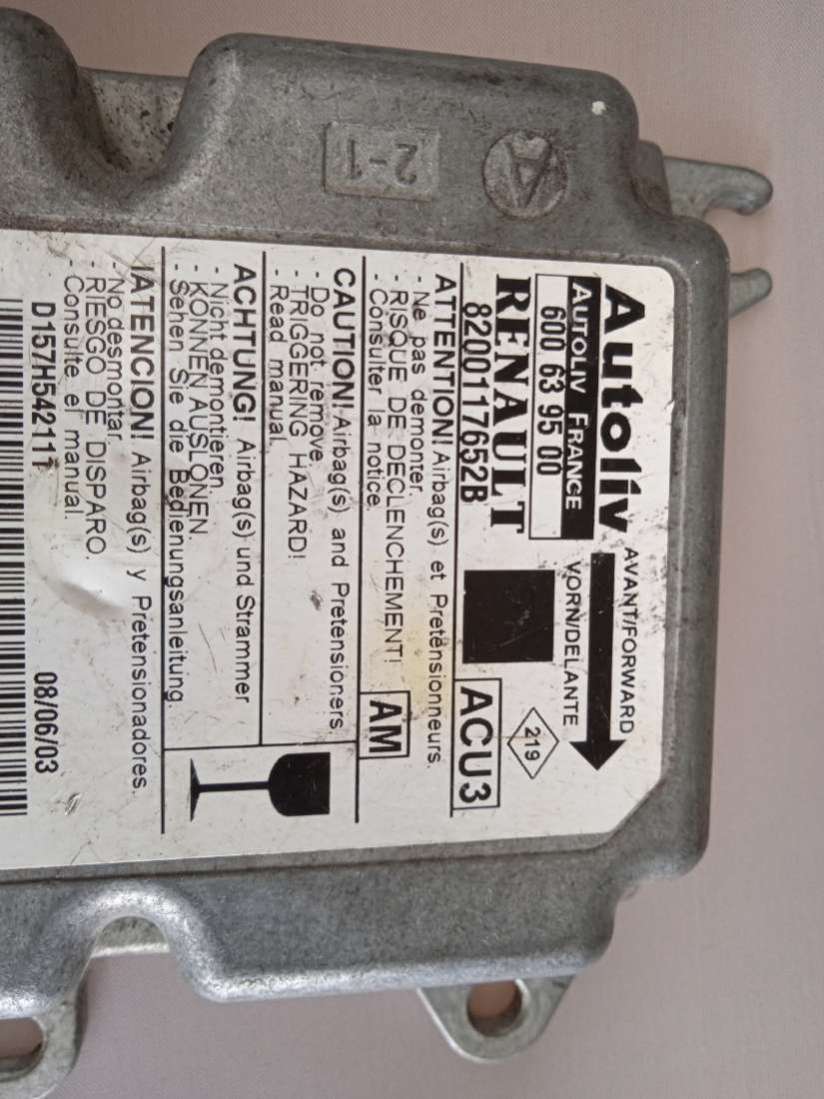 2-1
A
Autoliv
AVANT/FORWARD
VORN/DELANTE
AUTOLIV FRANCE
600 63 95 00
219
RENAULT
8200117652B
ACU3
ATTENTION! Airbag(s) et Pretensionneurs.
- Ne pas demonter.
- RISQUE DE DECLENCHEMENT!
- Consulter la notice.
AM
CAUTION! Airbag(s) and Pretensioners
- Do not remove.
- TRIGGERING HAZARD!
- Read manual.
ACHTUNG! Airbag(s) und Strammer
- Nicht demontieren.
- KÖNNEN AUSLÖNEN.
- Sehen Sie die Bedienungsanleitung.
!ATENCION! Airbag(s) y Pretensionadores.
- No desmontar.
- RIESGO DE DISPARO.
- Consulte el manual.
D157H542111
08/06/03